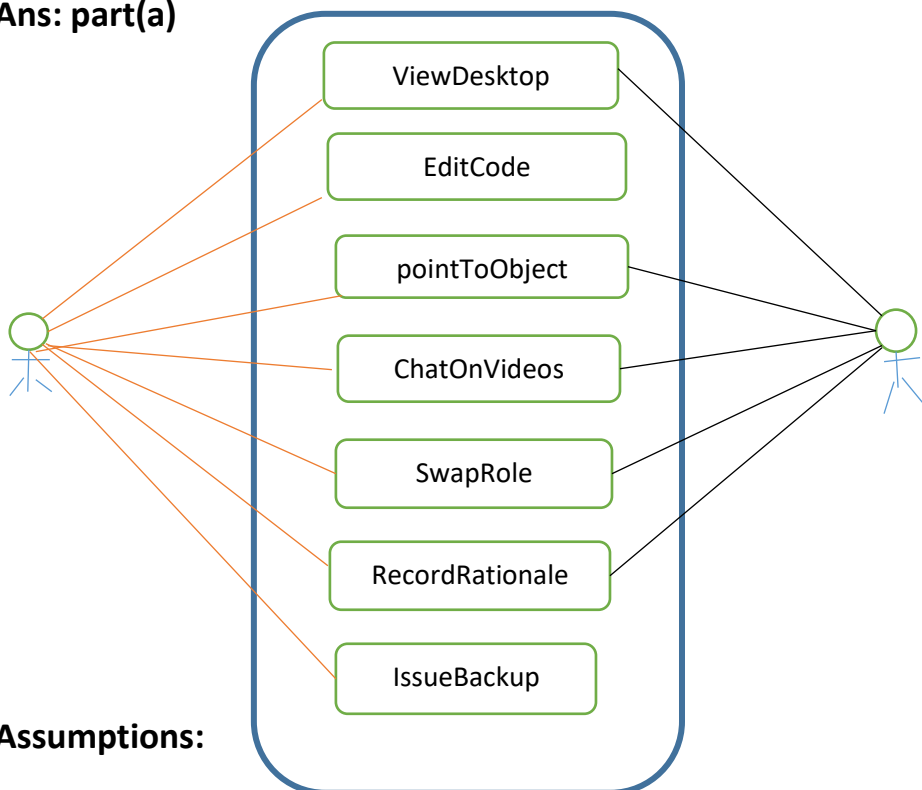 Ans: part(a)
ViewDesktop
EditCode
pointToObject
ChatOnVideos
SwapRole
RecordRationale
IssueBackup
Assumptions: